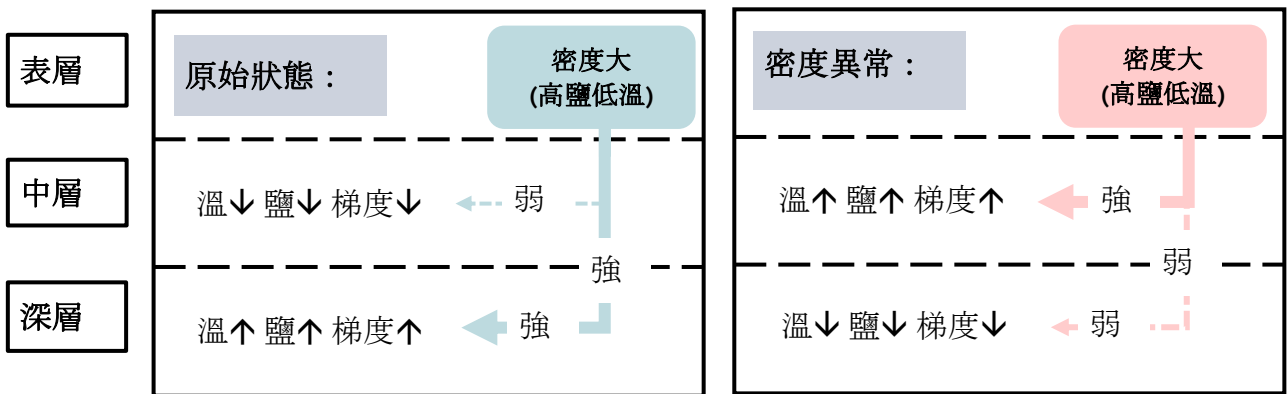 表層
中層
深層
原始狀態：
密度大
(高鹽低溫)
溫↓ 鹽↓ 梯度↓
弱
強
溫↑ 鹽↑ 梯度↑
強
密度異常：
密度大
(高鹽低溫)
溫↑ 鹽↑ 梯度↑
強
弱
溫↓ 鹽↓ 梯度↓
弱